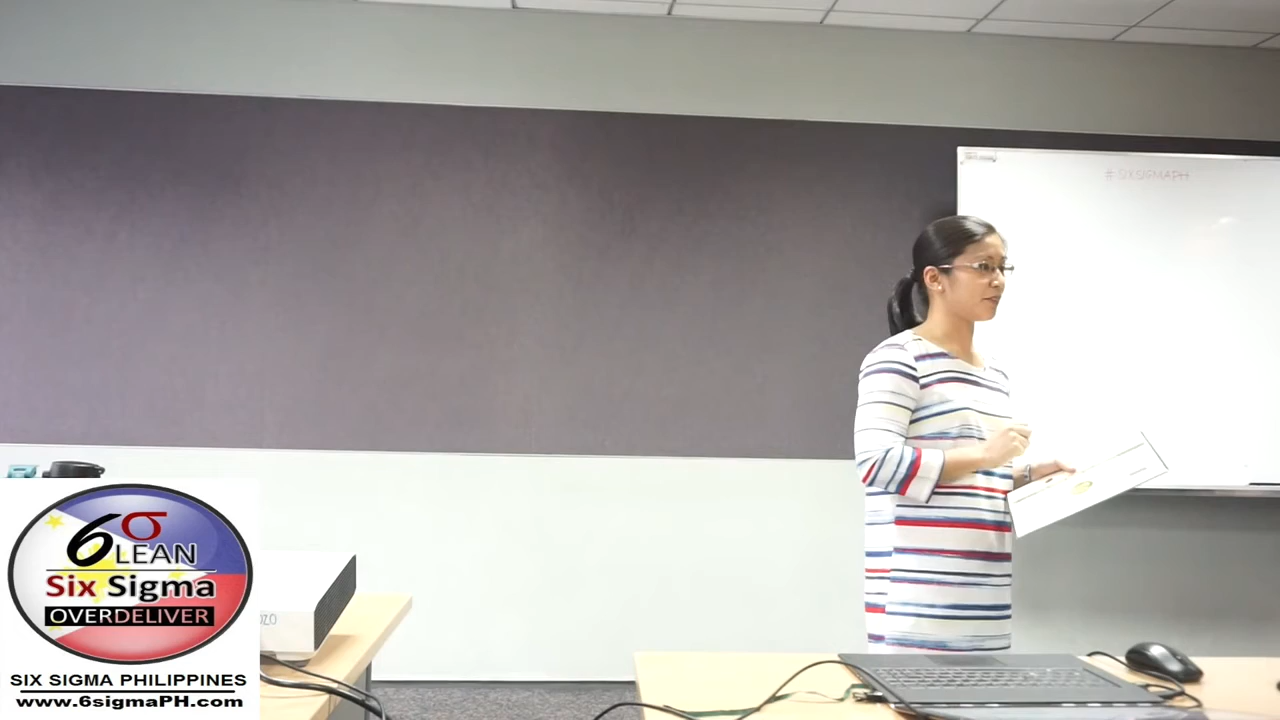 # SIXSIGMAPH
6σ
LEAN
Six Sigma
OVERDELIVER
SIX SIGMA PHILIPPINES
www.6sigmaPH.com